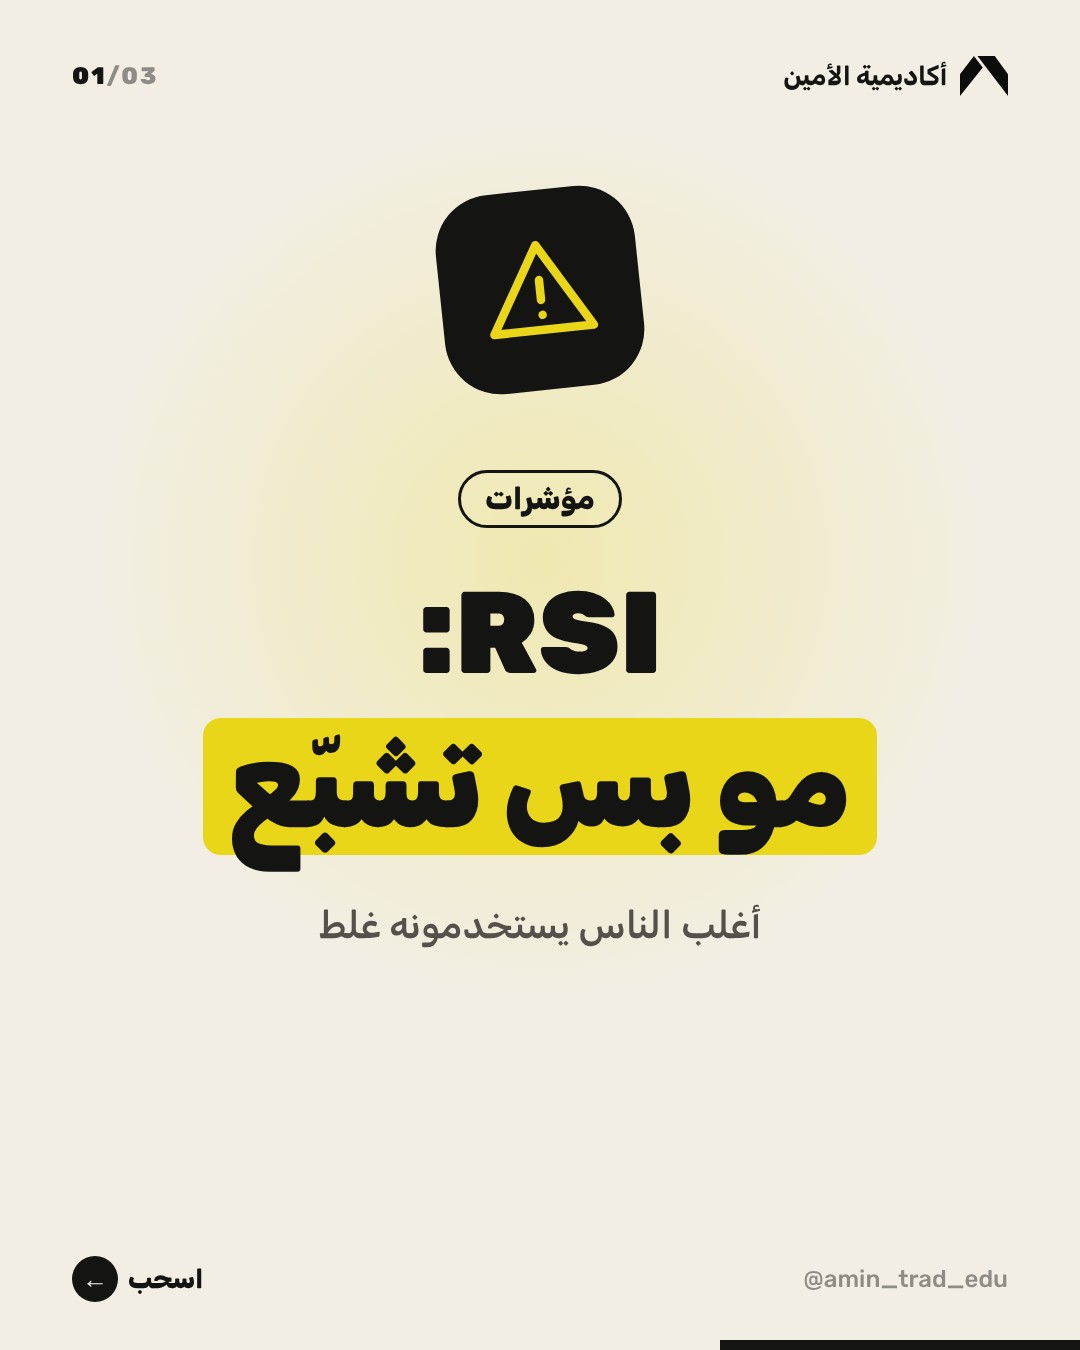 أكاديمية الأمين
01/03
مؤشرات
RSI:
مو بس تشبّع
أغلب الناس يستخدمونه غلط
@amin_trad_edu
اسحب ←